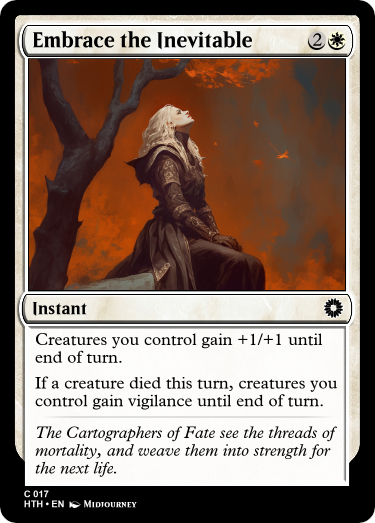 Embrace the Inevitable 2
Instant
Creatures you control gain +1/+1 until
end of turn.
If a creature died this turn, creatures you
control gain vigilance until end of turn.
The Cartographers of Fate see the threads of
mortality, and weave them into strength for
the next life.
C 017
HTH • EN Midjourney